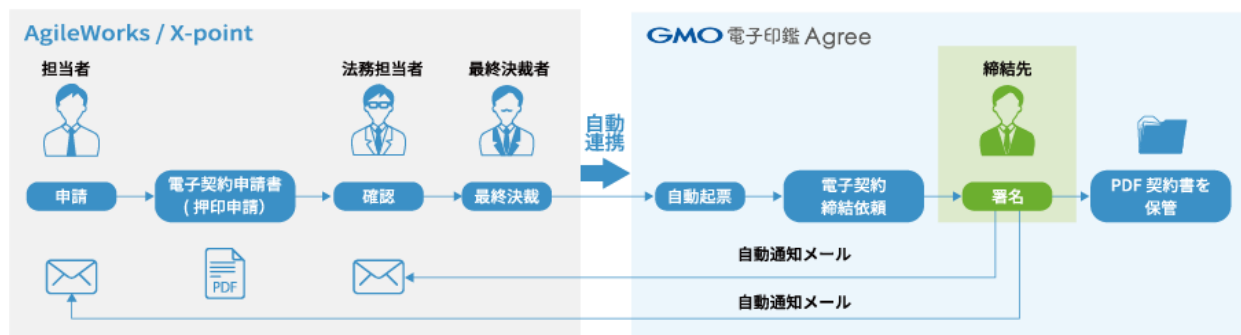 AgileWorks / X-point
GMO 電子印鑑 Agree
担当者
法務担当者
最終決裁者
締結先
自動
連携
申請
電子契約申請書
( 押印申請)
確認
最終決裁
自動起票
電子契約
締結依頼
署名
PDF 契約書を
保管
自動通知メール
PDF
自動通知メール